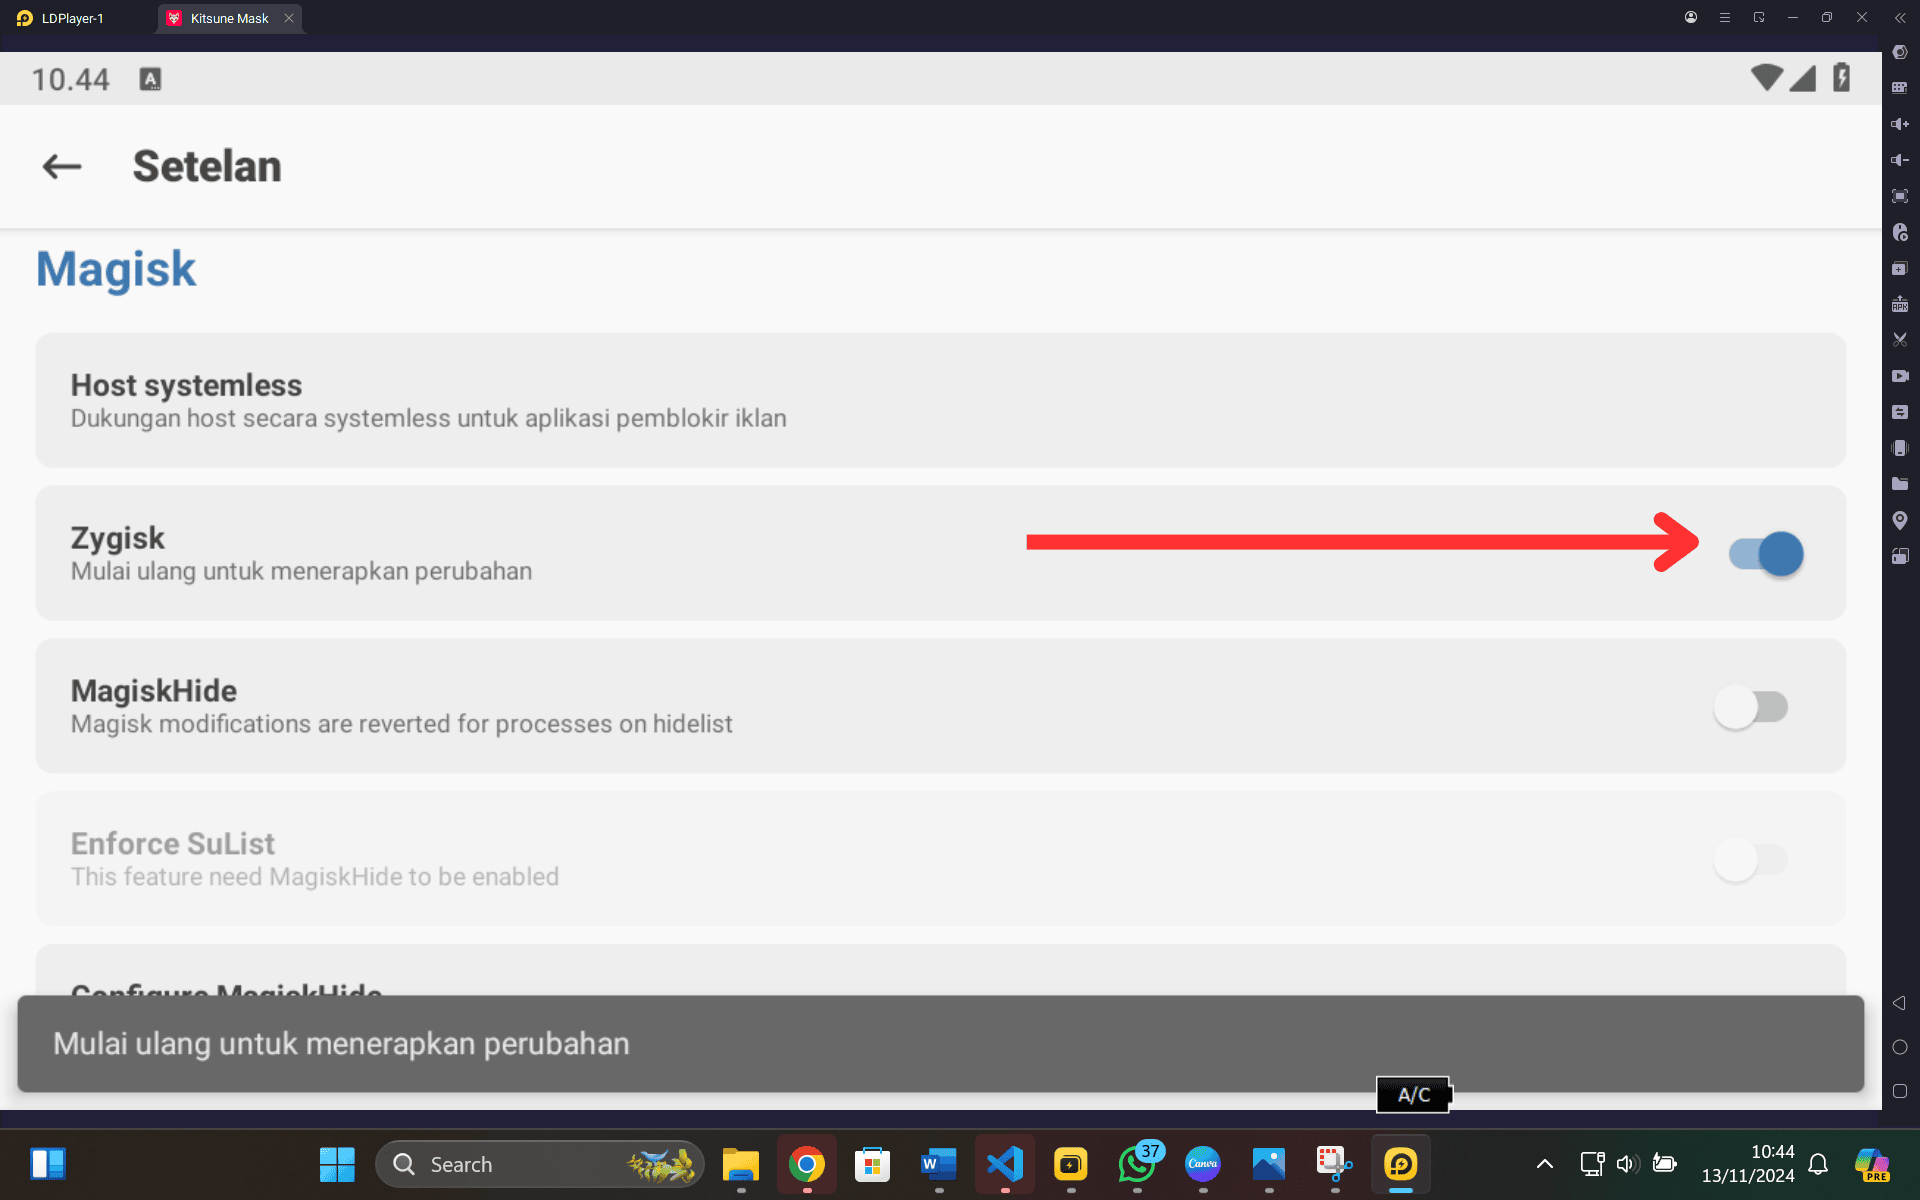 LDPlayer-1
Kitsune Mask
10.44
A
Setelan
Magisk
Host systemless
Dukungan host secara systemless untuk aplikasi pemblokir iklan
Zygisk
Mulai ulang untuk menerapkan perubahan
MagiskHide
Magisk modifications are reverted for processes on hidelist
Enforce SuList
This feature need MagiskHide to be enabled
Configure MagiskHide
Mulai ulang untuk menerapkan perubahan
A/C
Search
W
37
Canva
10:44
13/11/2024
PRE